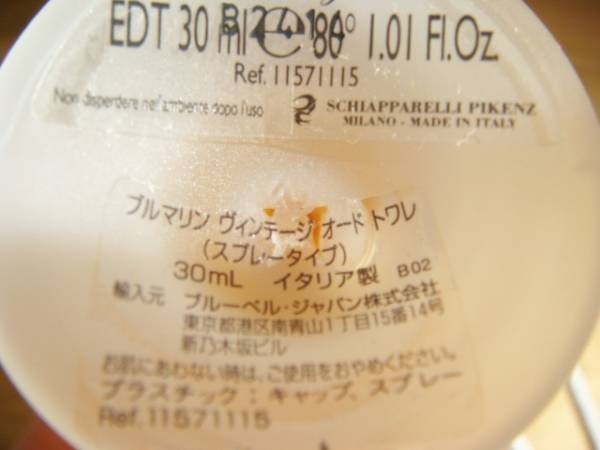 B2414
EDT 30 ml ℮ 80° 1.01 Fl.Oz
Ref. 11571115
Non disperdere nell'ambiente dopo l'uso
SCHIAPPARELLI PIKENZ
MILANO - MADE IN ITALY
ブルマリン ヴィンテージ オード トワレ
(スプレータイプ)
30mL イタリア製 B02
輸入元 ブルーベル・ジャパン株式会社
東京都港区南青山1丁目15番14号
新乃木坂ビル
お肌にあわない時は、ご使用をおやめください。
プラスチック:キャップ、スプレー
Ref.11571115